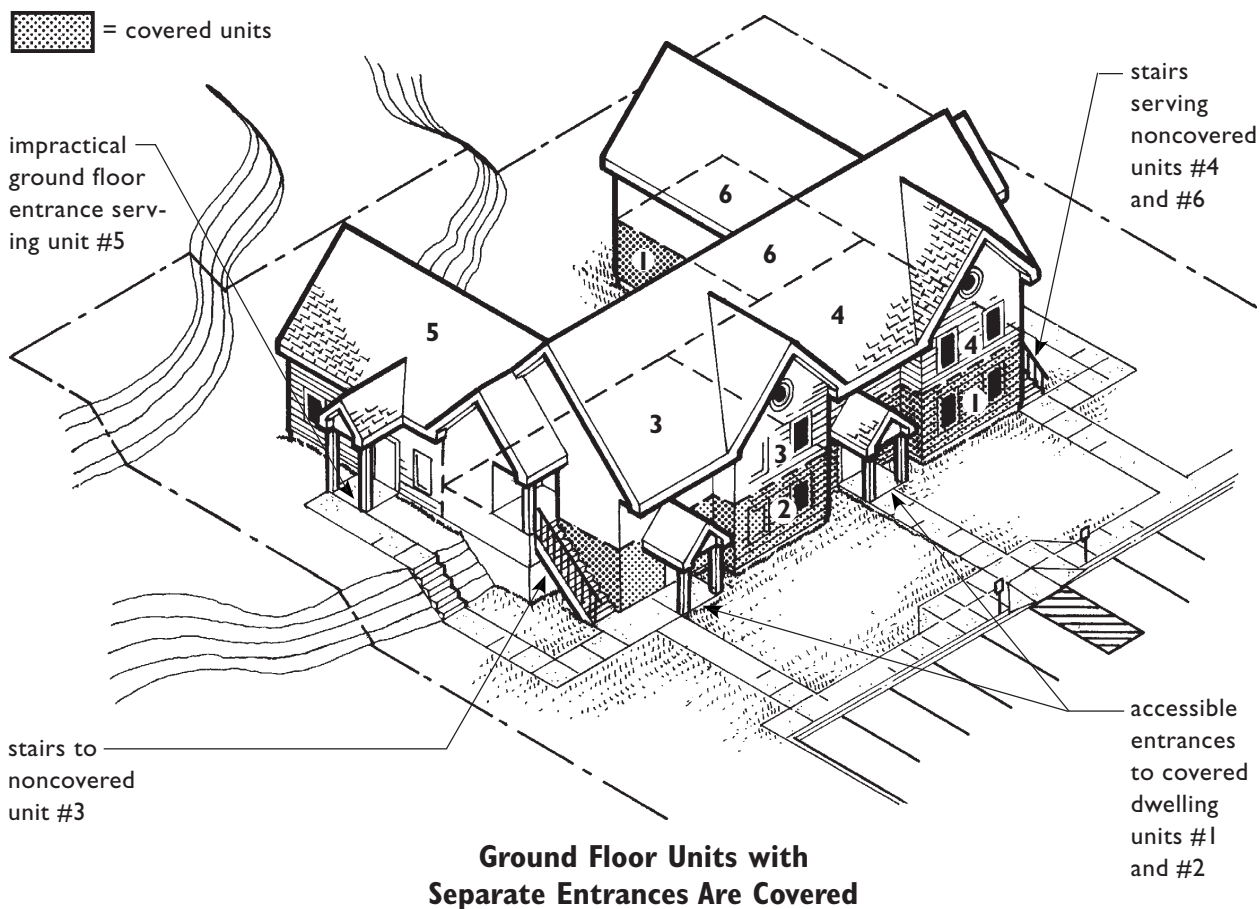 = covered units
impractical
ground floor
entrance serv-
ing unit #5
stairs
serving
noncovered
units #4
and #6
6
1
6
5
4
4
3
1
3
2
stairs to
noncovered
unit #3
accessible
entrances
to covered
dwelling
units #1
and #2
Ground Floor Units with
Separate Entrances Are Covered